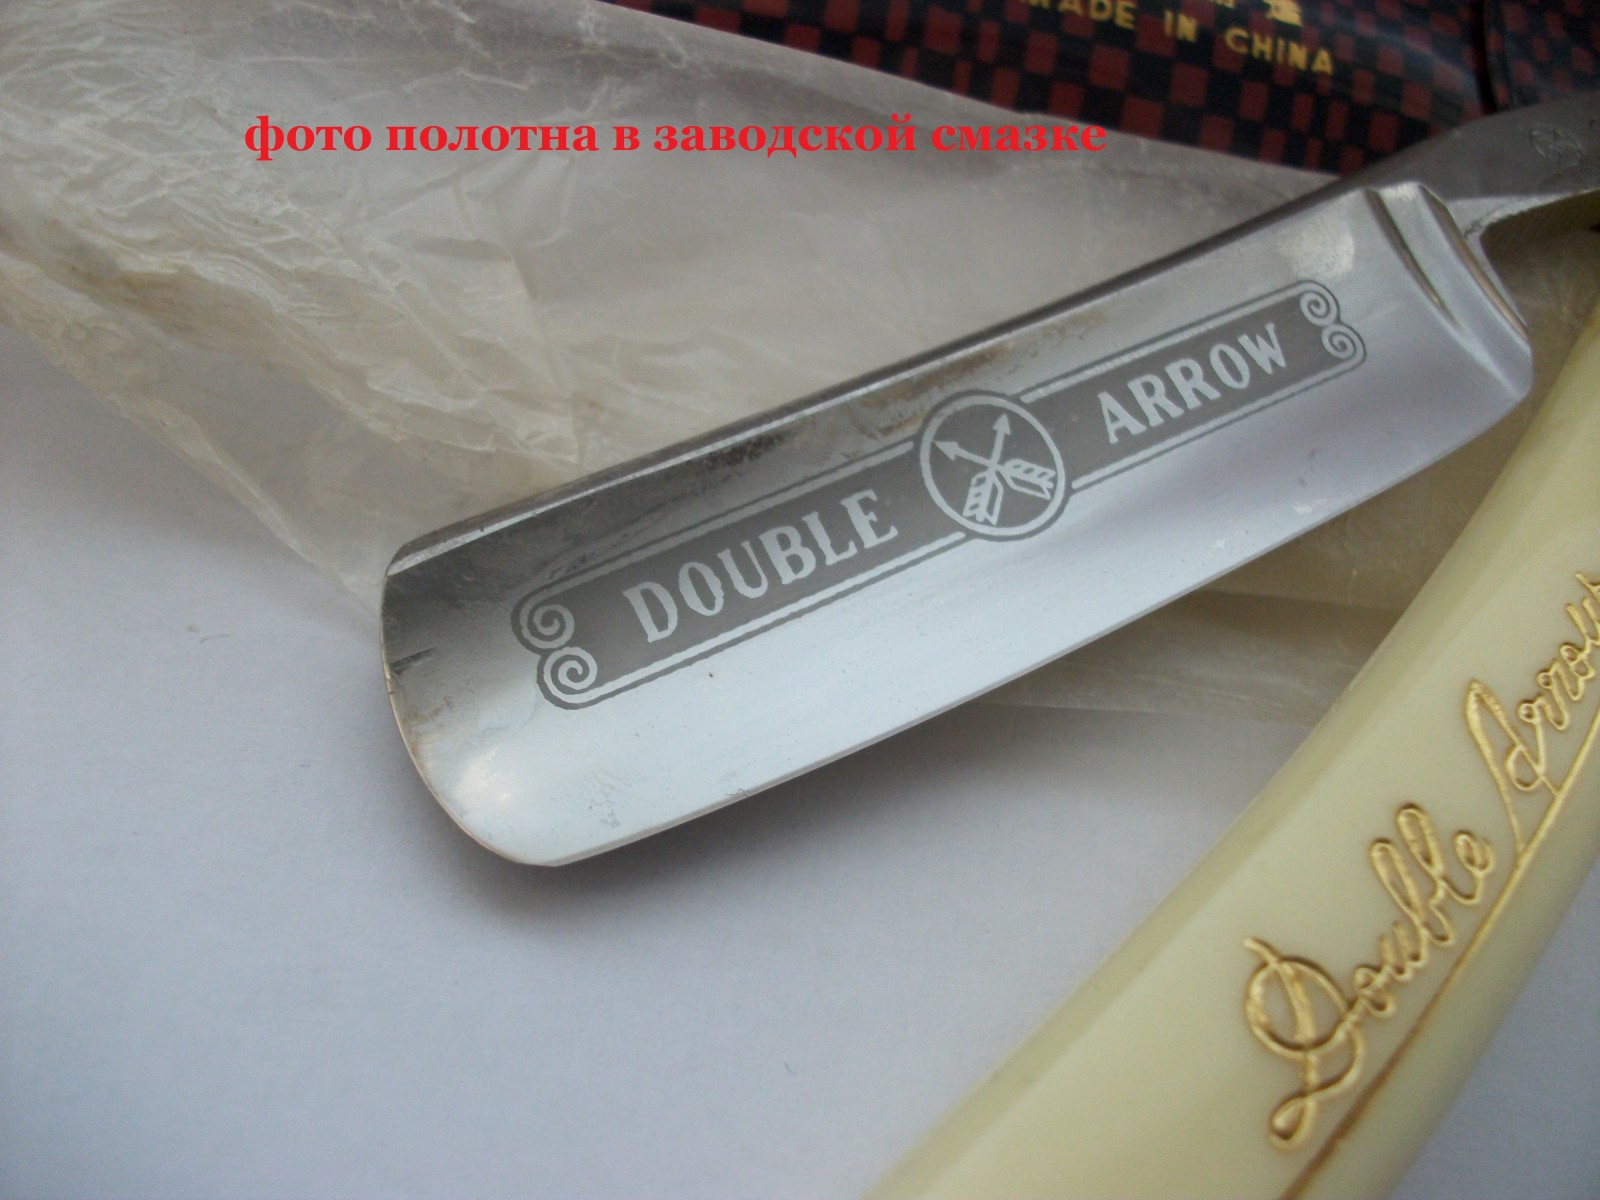 MADE IN CHINA
фото полотна в заводской смазке
DOUBLE ARROW
Double Arrow